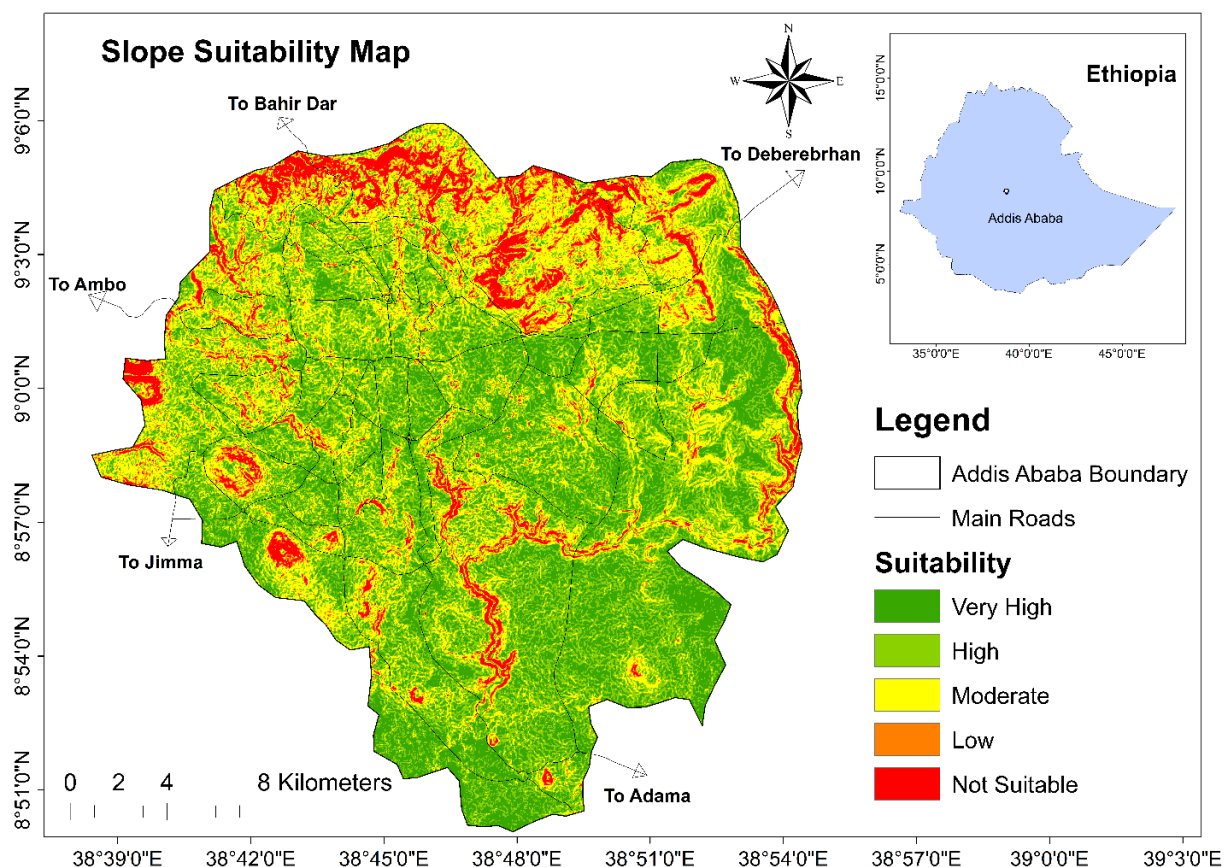 Slope Suitability Map
N
W
E
S
To Bahir Dar
To Deberebrhan
To Ambo
To Jimma
To Adama
9°6'0"N
9°3'0"N
9°0'0"N
8°57'0"N
8°54'0"N
8°51'0"N
0 2 4 8 Kilometers
38°39'0"E 38°42'0"E 38°45'0"E 38°48'0"E 38°51'0"E 38°54'0"E 38°57'0"E 39°0'0"E 39°3'0"E
Ethiopia
15°0'0"N
10°0'0"N
5°0'0"N
Addis Ababa
35°0'0"E 40°0'0"E 45°0'0"E
Legend
Addis Ababa Boundary
Main Roads
Suitability
Very High
High
Moderate
Low
Not Suitable